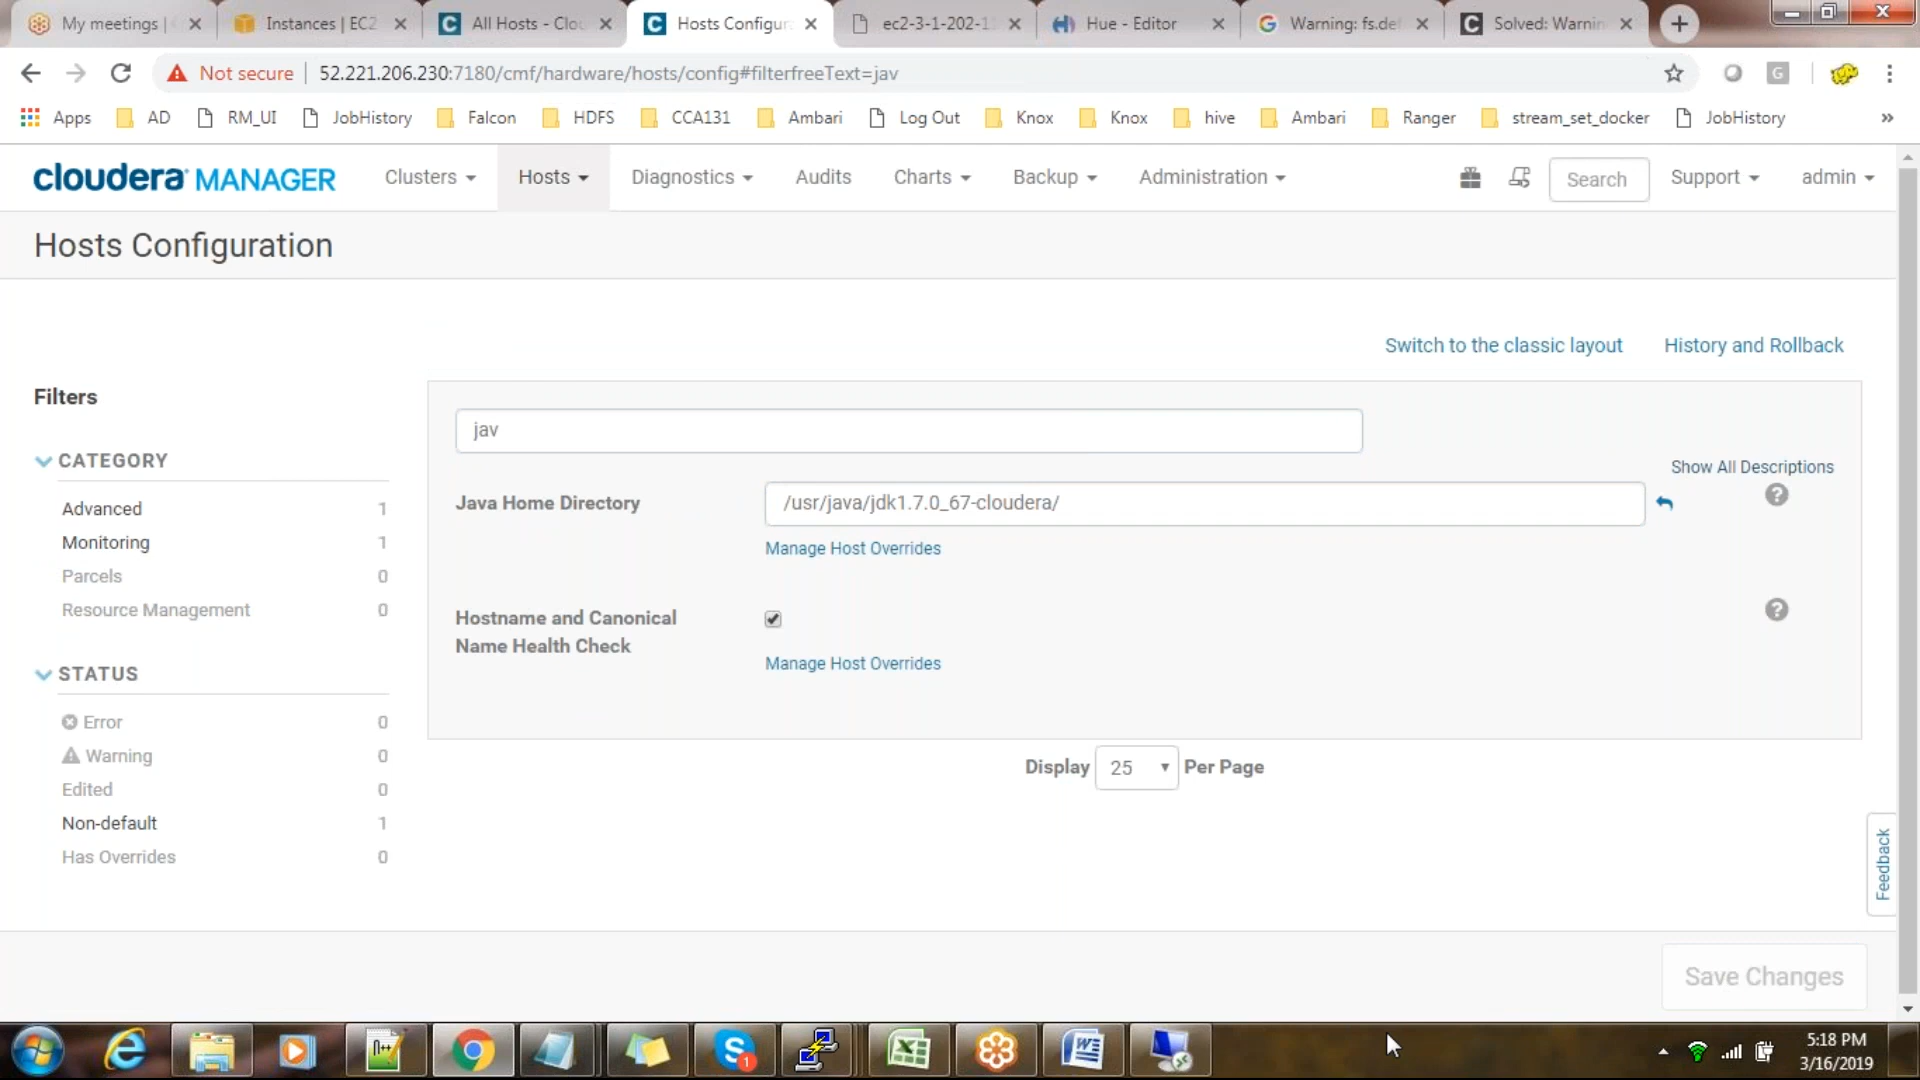 My meetings |
Instances | EC2
All Hosts - Clou
Hosts Configura
ec2-3-1-202-1
Hue - Editor
Warning: fs.def
Solved: Warnin
Not secure | 52.221.206.230:7180/cmf/hardware/hosts/config#filterfreeText=jav
Apps AD RM_UI JobHistory Falcon HDFS CCA131 Ambari Log Out Knox Knox hive Ambari Ranger stream_set_docker JobHistory »
cloudera MANAGER Clusters Hosts Diagnostics Audits Charts Backup Administration Search Support admin
Hosts Configuration
Switch to the classic layout History and Rollback
Filters
jav
CATEGORY
Show All Descriptions
Advanced 1
Monitoring 1
Parcels 0
Resource Management 0
Java Home Directory /usr/java/jdk1.7.0_67-cloudera/
Manage Host Overrides
Hostname and Canonical
Name Health Check
Manage Host Overrides
STATUS
Error 0
Warning 0
Edited 0
Non-default 1
Has Overrides 0
Display 25 Per Page
Feedback
Save Changes
5:18 PM
3/16/2019